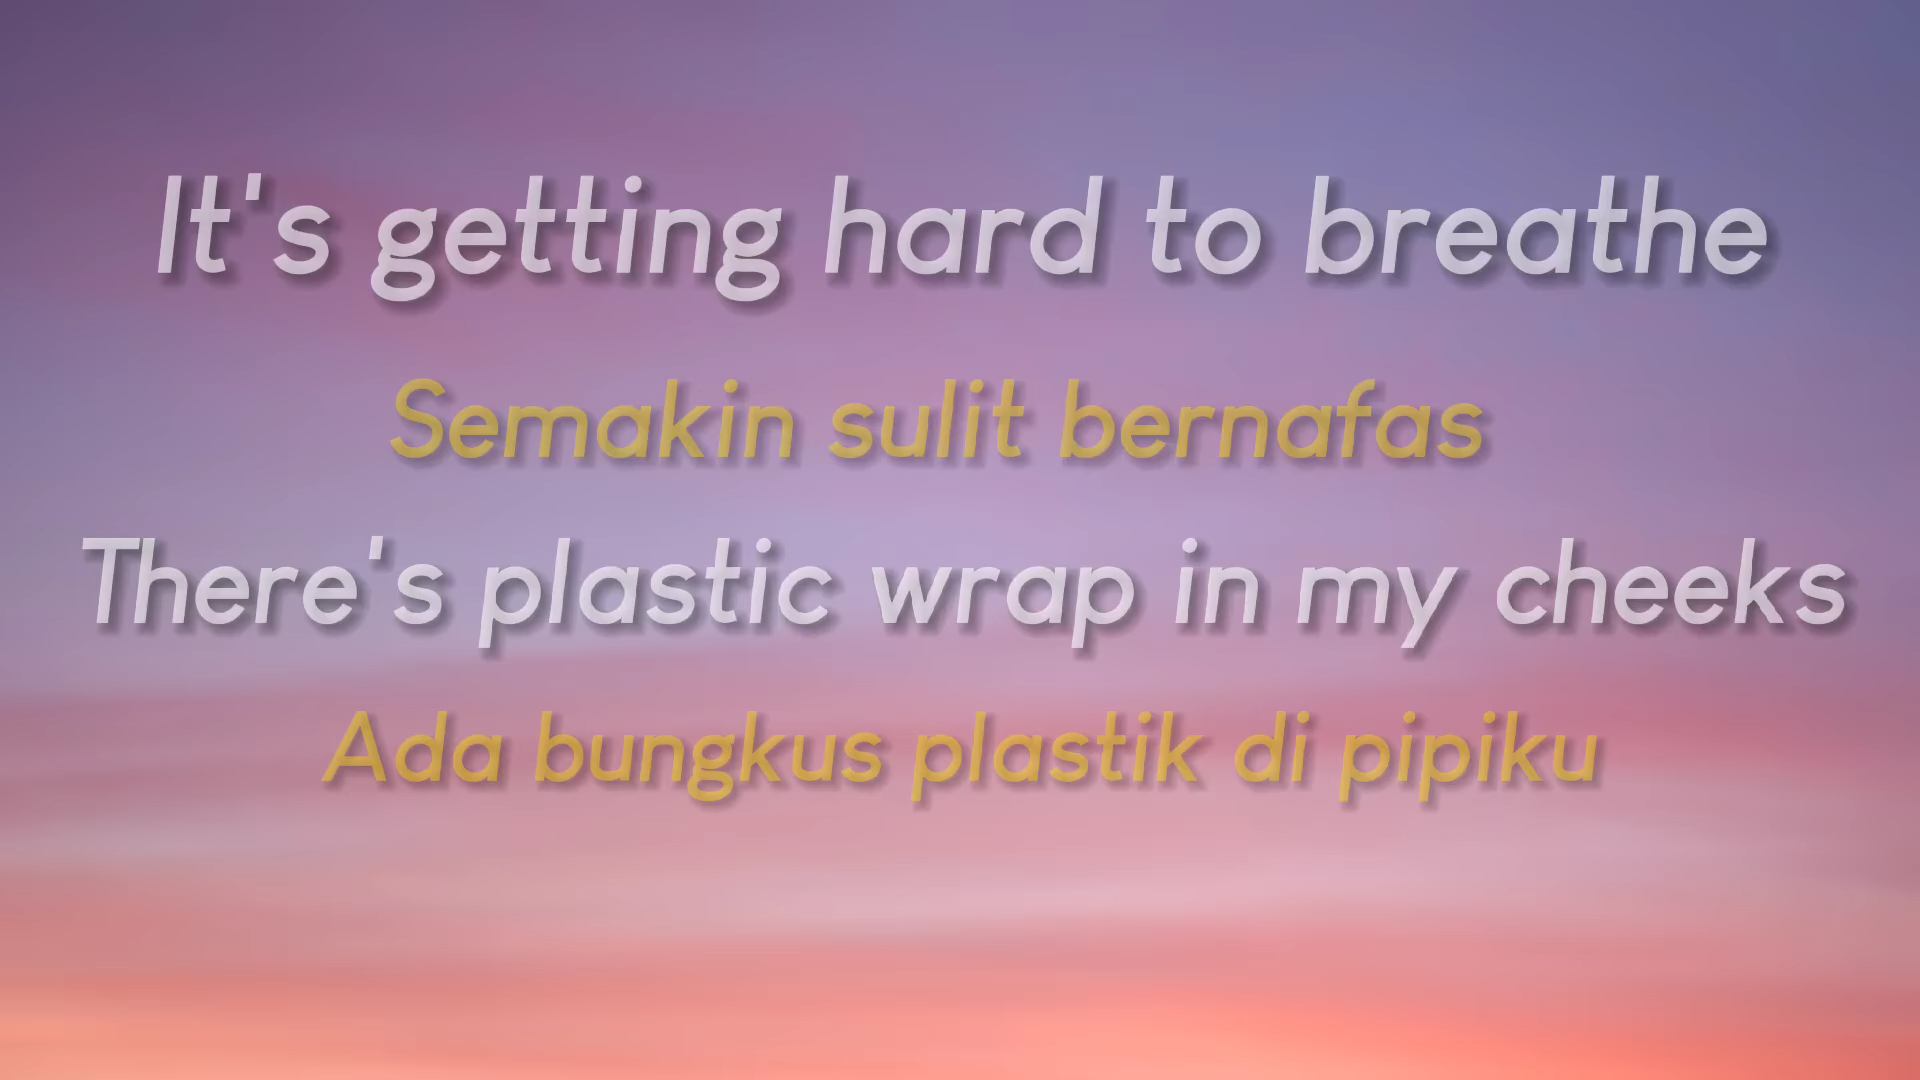 It's getting hard to breathe
Semakin sulit bernafas
There's plastic wrap in my cheeks
Ada bungkus plastik di pipiku